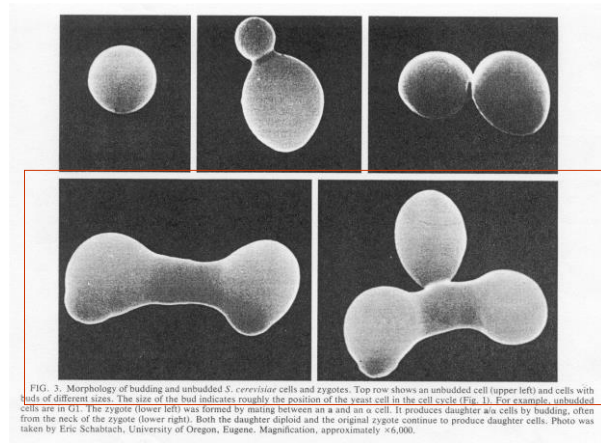 FIG. 3. Morphology of budding and unbudded S. cerevisiae cells and zygotes. Top row shows an unbudded cell (upper left) and cells with
buds of different sizes. The size of the bud indicates roughly the position of the yeast cell in the cell cycle (Fig. 1). For example, unbudded
cells are in G1. The zygote (lower left) was formed by mating between an a and an α cell. It produces daughter a/α cells by budding, often
from the neck of the zygote (lower right). Both the daughter diploid and the original zygote continue to produce daughter cells. Photo was
taken by Eric Schabtach, University of Oregon, Eugene. Magnification, approximately ×6,000.